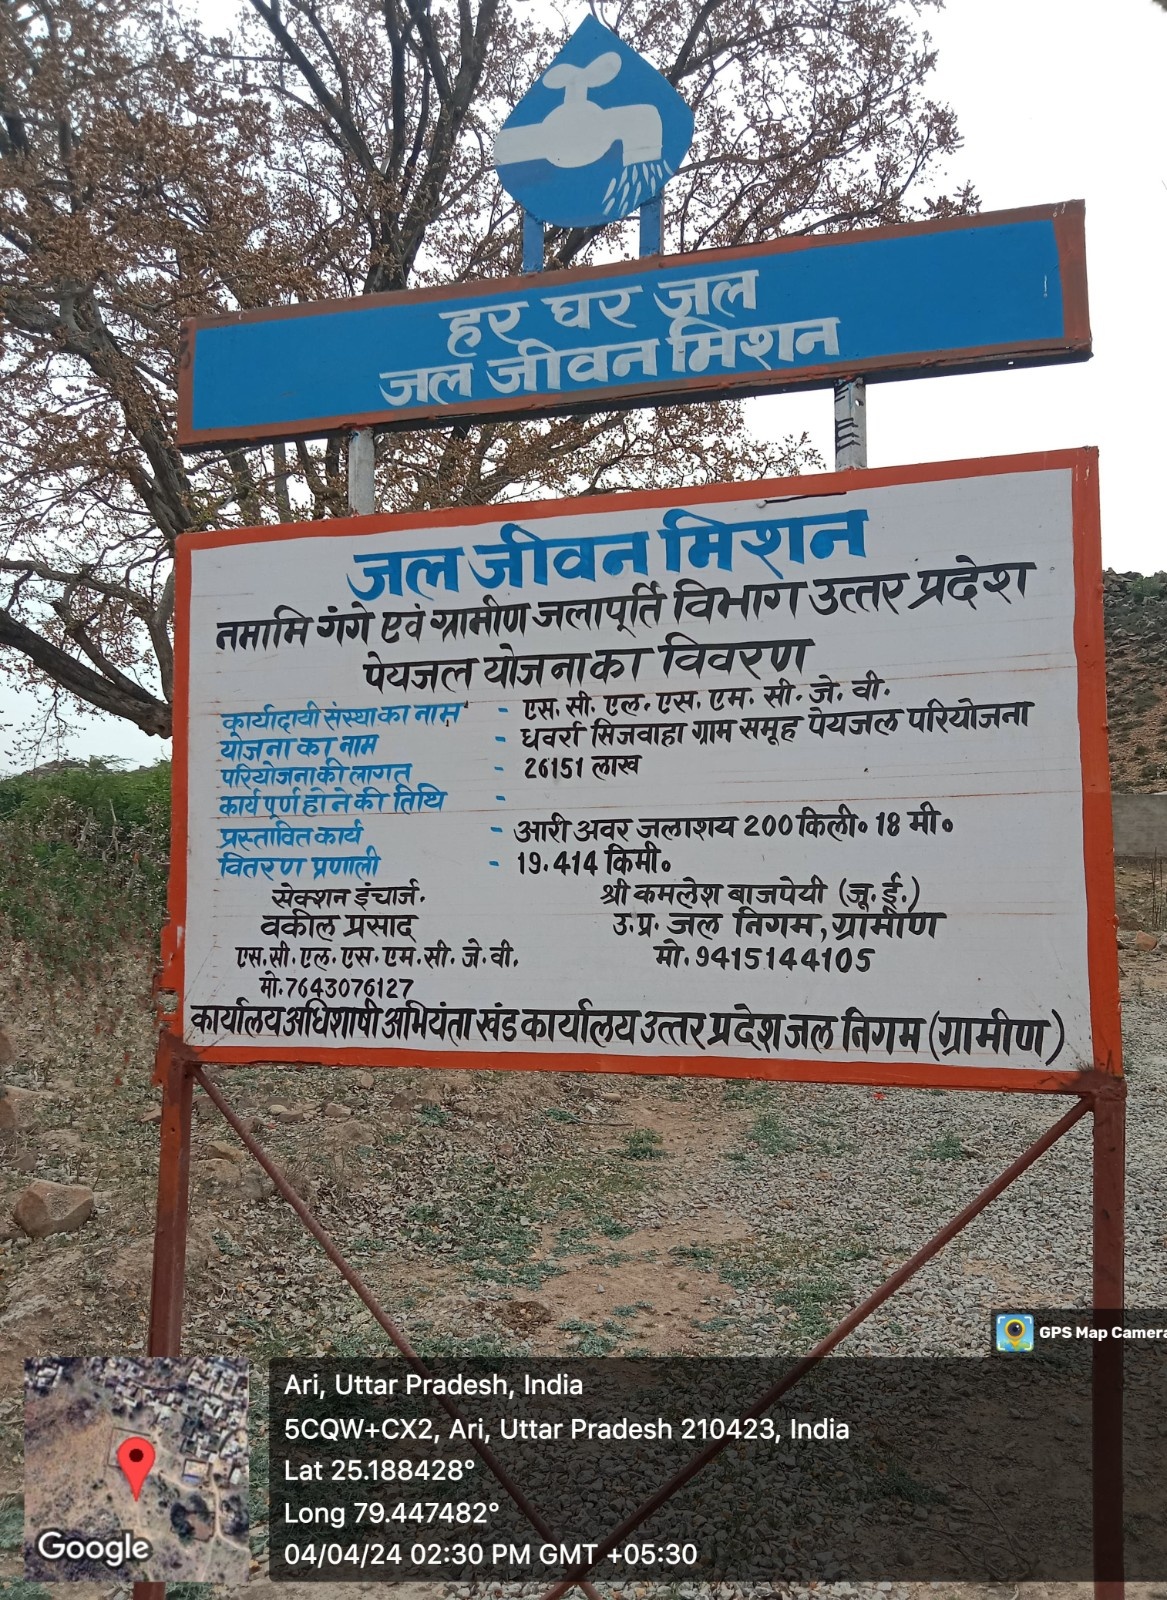 हर घर जल
जल जीवन मिशन
जल जीवन मिशन
नमामि गंगे एवं ग्रामीण जलापूर्ति विभाग उत्तर प्रदेश
पेयजल योजना का विवरण
कार्यादायी संस्था का नाम - एस. सी. एल. एस. एम. सी. जे. वी.
योजना का नाम - धवर्रा सिजवाहा ग्राम समूह पेयजल परियोजना
परियोजना की लागत - 26151 लाख
कार्य पूर्ण होने की तिथि -
प्रस्तावित कार्य - आरी अवर जलाशय 200 किली॰ 18 मी॰
वितरण प्रणाली - 19.414 किमी॰
सेक्शन इंचार्ज. श्री कमलेश बाजपेयी (जू. ई.)
वकील प्रसाद उ. प्र. जल निगम, ग्रामीण
एस. सी. एल. एस. एम. सी. जे. वी. मो. 9415144105
मो. 7643076127
कार्यालय अधिशाषी अभियंता खंड कार्यालय उत्तर प्रदेश जल निगम (ग्रामीण)
GPS Map Camera
Ari, Uttar Pradesh, India
5CQW+CX2, Ari, Uttar Pradesh 210423, India
Lat 25.188428°
Long 79.447482°
04/04/24 02:30 PM GMT +05:30
Google